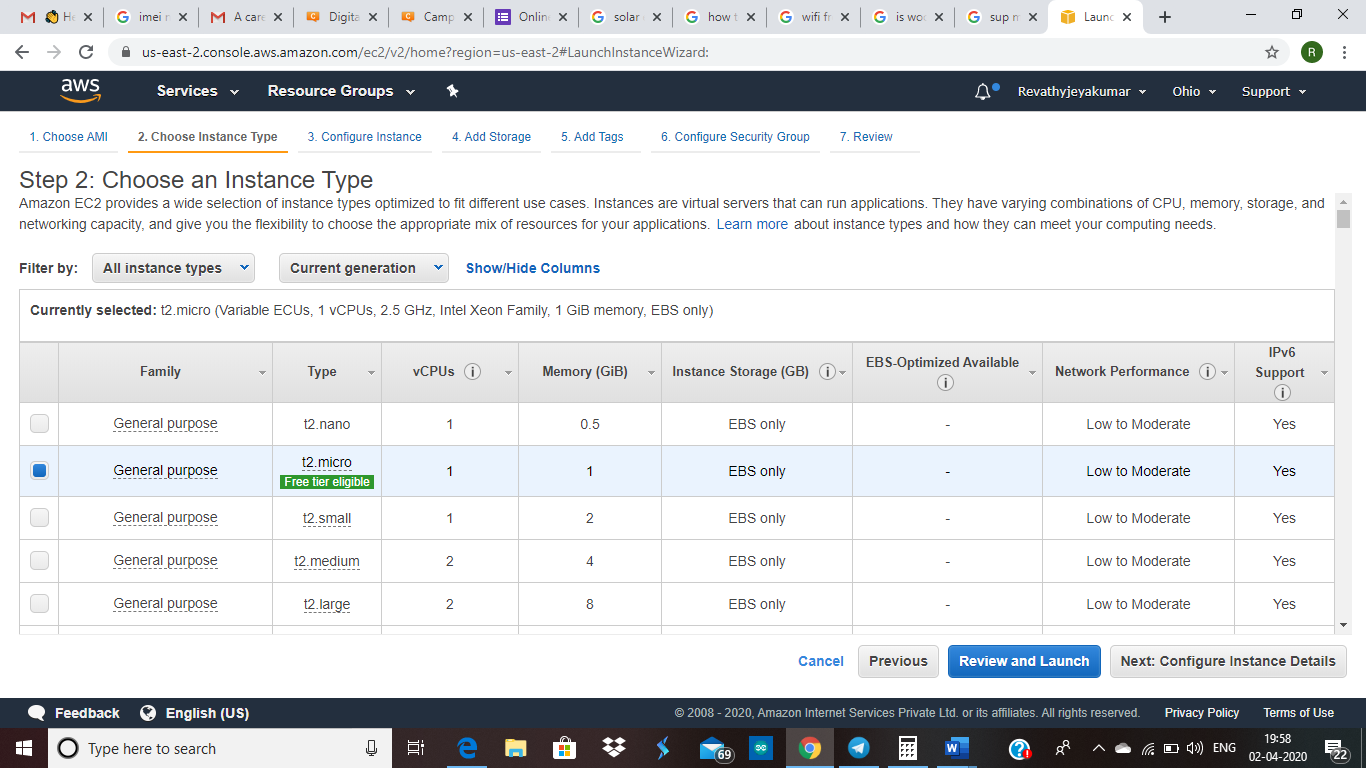 He
imei n
A care
Digita
Camp
Online
solar
how t
wifi fr
is woo
sup m
Launc
us-east-2.console.aws.amazon.com/ec2/v2/home?region=us-east-2#LaunchInstanceWizard:
R
aws
Services
Resource Groups
Revathyjeyakumar
Ohio
Support
1. Choose AMI
2. Choose Instance Type
3. Configure Instance
4. Add Storage
5. Add Tags
6. Configure Security Group
7. Review
Step 2: Choose an Instance Type
Amazon EC2 provides a wide selection of instance types optimized to fit different use cases. Instances are virtual servers that can run applications. They have varying combinations of CPU, memory, storage, and
networking capacity, and give you the flexibility to choose the appropriate mix of resources for your applications. Learn more about instance types and how they can meet your computing needs.
Filter by: All instance types Current generation Show/Hide Columns
Currently selected: t2.micro (Variable ECUs, 1 vCPUs, 2.5 GHz, Intel Xeon Family, 1 GiB memory, EBS only)
Family Type vCPUs Memory (GiB) Instance Storage (GB) EBS-Optimized Available Network Performance IPv6 Support
General purpose t2.nano 1 0.5 EBS only - Low to Moderate Yes
General purpose t2.micro 1 1 EBS only - Low to Moderate Yes
Free tier eligible
General purpose t2.small 1 2 EBS only - Low to Moderate Yes
General purpose t2.medium 2 4 EBS only - Low to Moderate Yes
General purpose t2.large 2 8 EBS only - Low to Moderate Yes
Cancel Previous Review and Launch Next: Configure Instance Details
Feedback English (US) © 2008 - 2020, Amazon Internet Services Private Ltd. or its affiliates. All rights reserved. Privacy Policy Terms of Use
Type here to search
69
ENG
19:58
02-04-2020
22